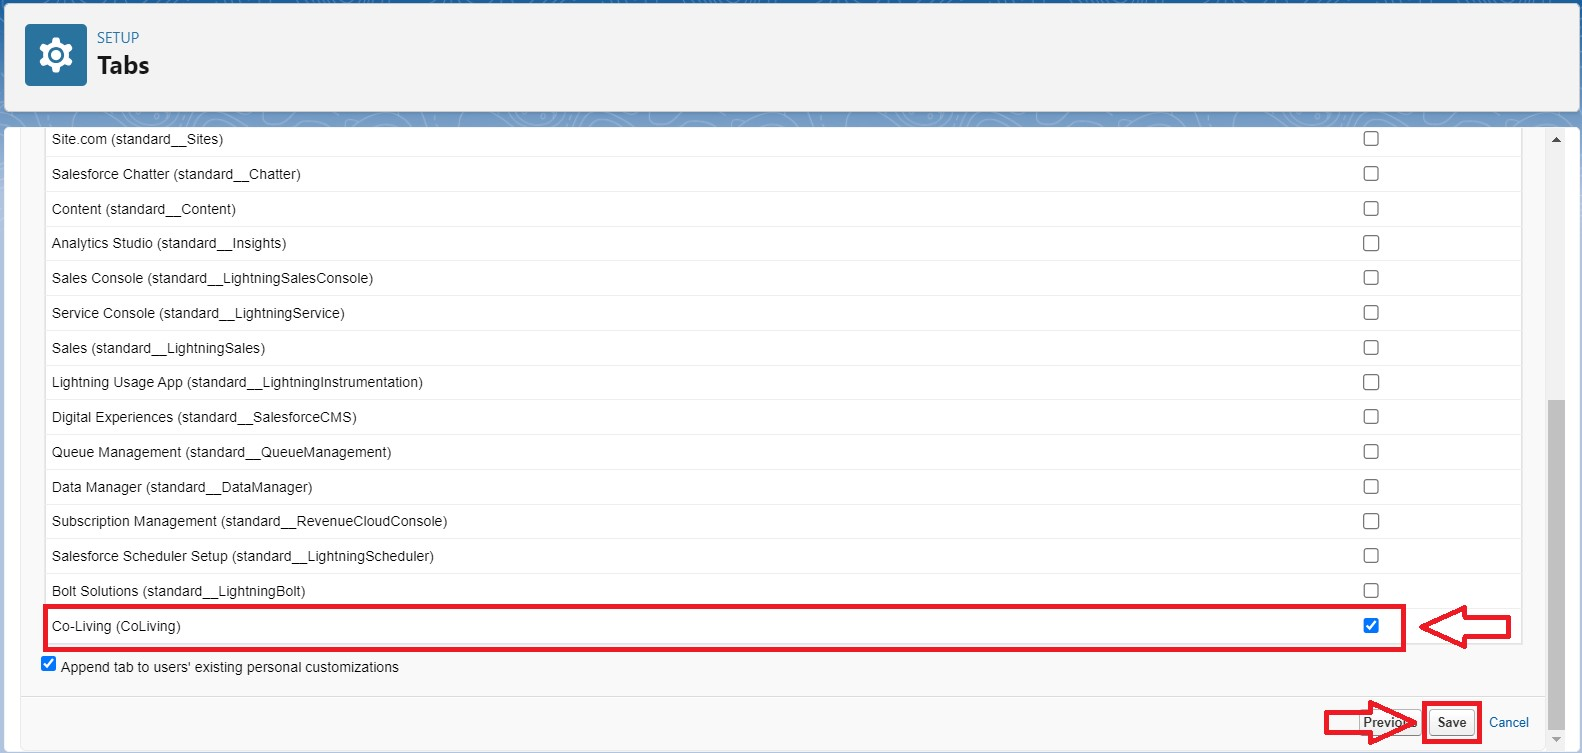 SETUP
Tabs
Site.com (standard__Sites)
Salesforce Chatter (standard__Chatter)
Content (standard__Content)
Analytics Studio (standard__Insights)
Sales Console (standard__LightningSalesConsole)
Service Console (standard__LightningService)
Sales (standard__LightningSales)
Lightning Usage App (standard__LightningInstrumentation)
Digital Experiences (standard__SalesforceCMS)
Queue Management (standard__QueueManagement)
Data Manager (standard__DataManager)
Subscription Management (standard__RevenueCloudConsole)
Salesforce Scheduler Setup (standard__LightningScheduler)
Bolt Solutions (standard__LightningBolt)
Co-Living (CoLiving)
Append tab to users' existing personal customizations
Previous Save Cancel